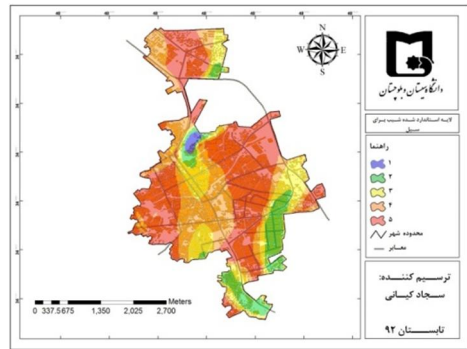 N
W E
S
دانشگاه سیستان و بلوچستان
لایه استاندارد شده شیب برای
سیل
راهنما
۱
۲
۳
۴
۵
محدوده شهر
معابر
ترسیم کننده:
سجاد کیانی
تابستان ۹۲
Meters
0 337.5 675 1,350 2,025 2,700